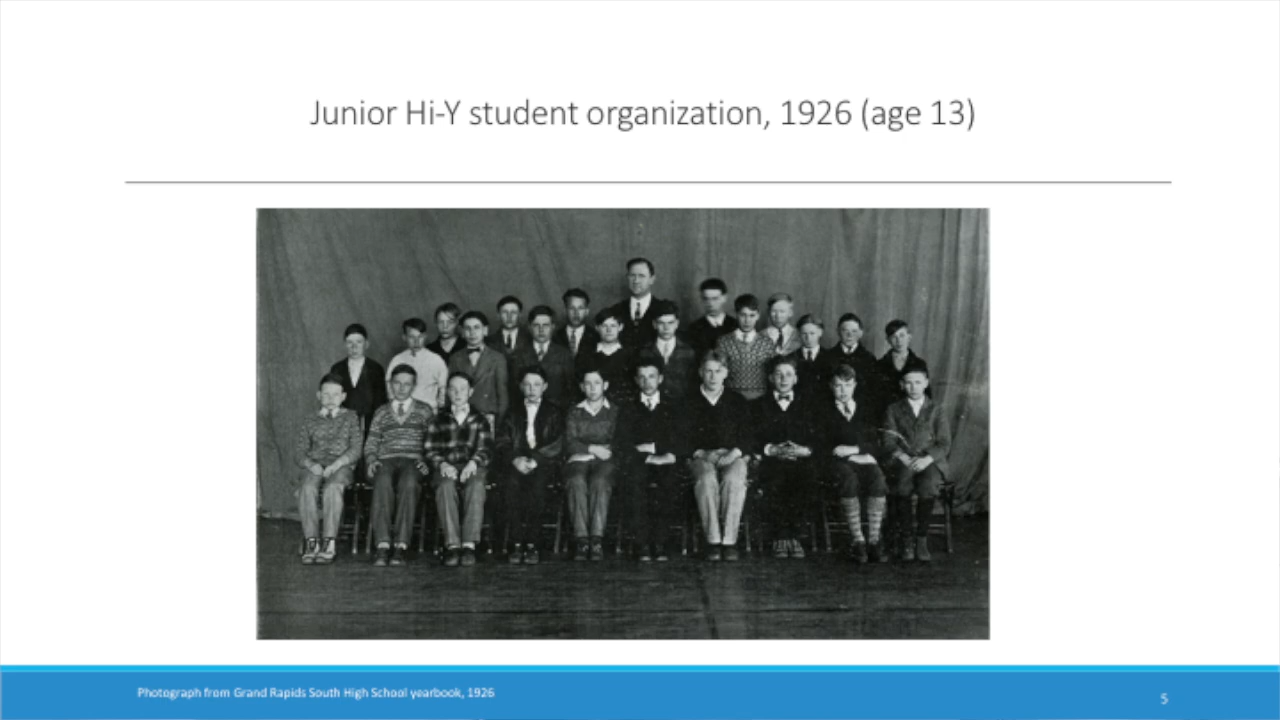 Junior Hi-Y student organization, 1926 (age 13)
Photograph from Grand Rapids South High School yearbook, 1926
5